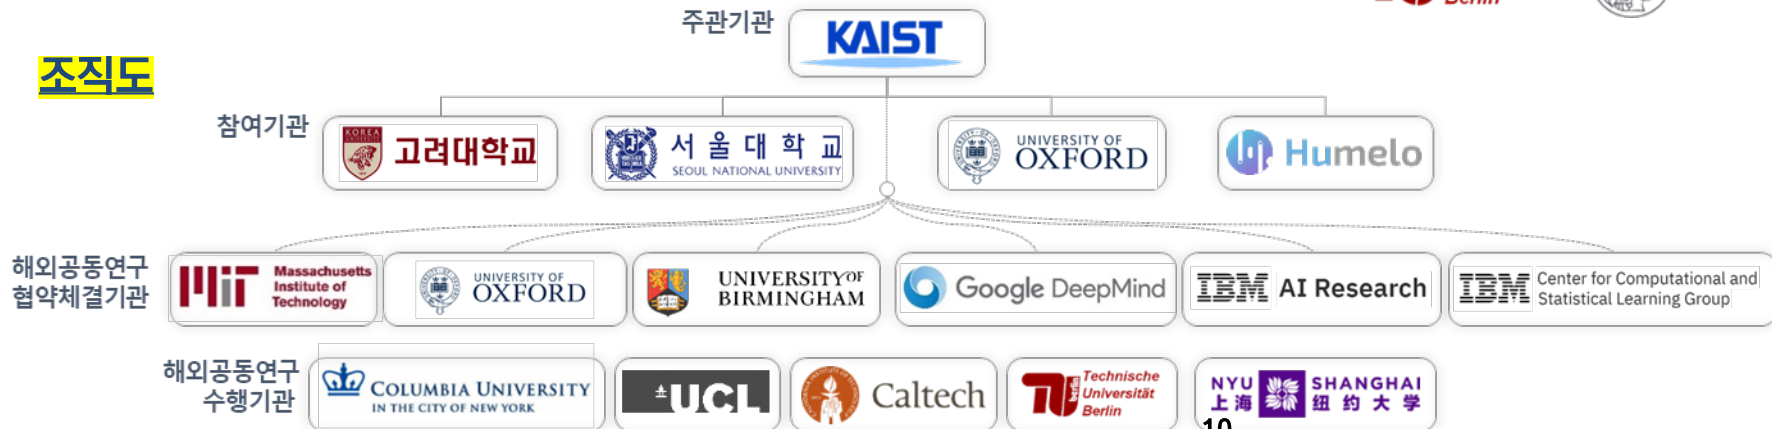 Berlin
주관기관
KAIST
조직도
참여기관
KOREA
고려대학교
서울대학교
SEOUL NATIONAL UNIVERSITY
UNIVERSITY OF
OXFORD
Humelo
해외공동연구
협약체결기관
MIT
Massachusetts
Institute of
Technology
UNIVERSITY OF
OXFORD
UNIVERSITY OF
BIRMINGHAM
Google DeepMind
IBM AI Research
IBM
Center for Computational and
Statistical Learning Group
해외공동연구
수행기관
COLUMBIA UNIVERSITY
IN THE CITY OF NEW YORK
UCL
Caltech
Technische
Universität
Berlin
NYU SHANGHAI
上海 纽约大学
10